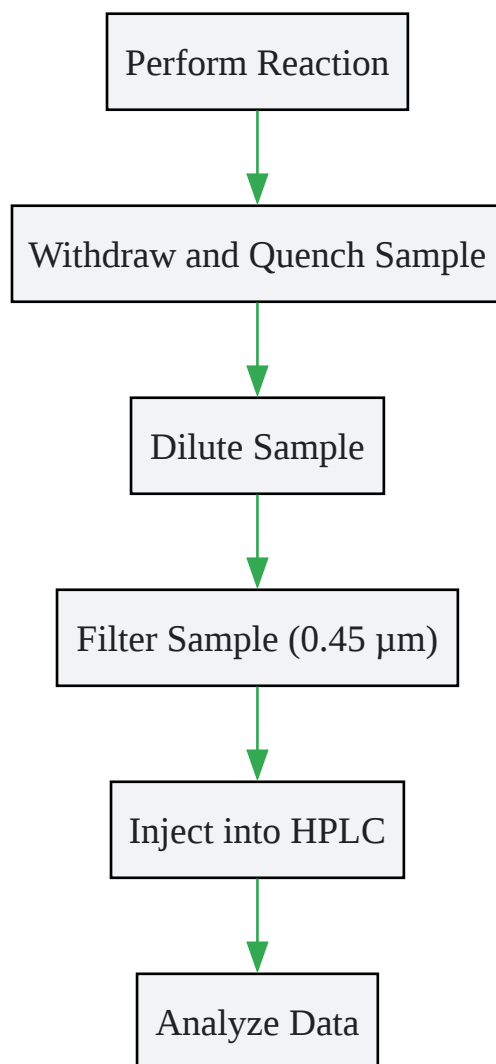 Perform Reaction
Withdraw and Quench Sample
Dilute Sample
Filter Sample (0.45 µm)
Inject into HPLC
Analyze Data